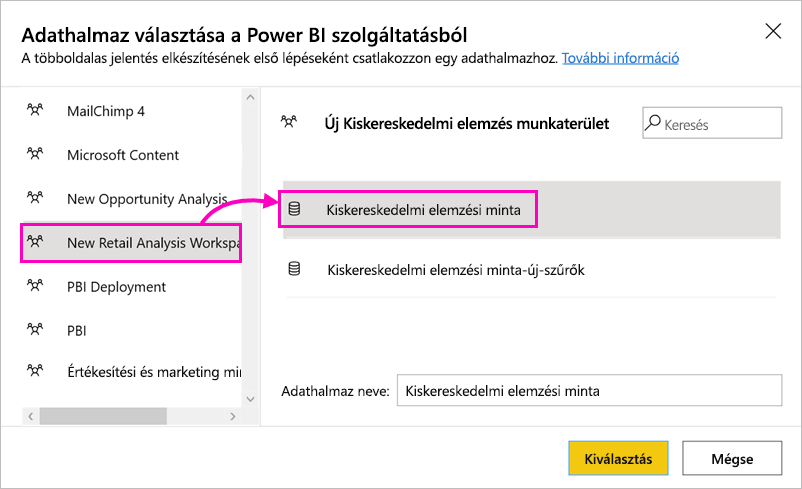 Adathalmaz választása a Power BI szolgáltatásból
A többoldalas jelentés elkészítésének első lépéseként csatlakozzon egy adathalmazhoz. További információ
MailChimp 4
Microsoft Content
New Opportunity Analysis
New Retail Analysis Workspa
PBI Deployment
PBI
Értékesítési és marketing min
Új Kiskereskedelmi elemzés munkaterület
Keresés
Kiskereskedelmi elemzési minta
Kiskereskedelmi elemzési minta-új-szűrők
Adathalmaz neve: Kiskereskedelmi elemzési minta
Kiválasztás
Mégse